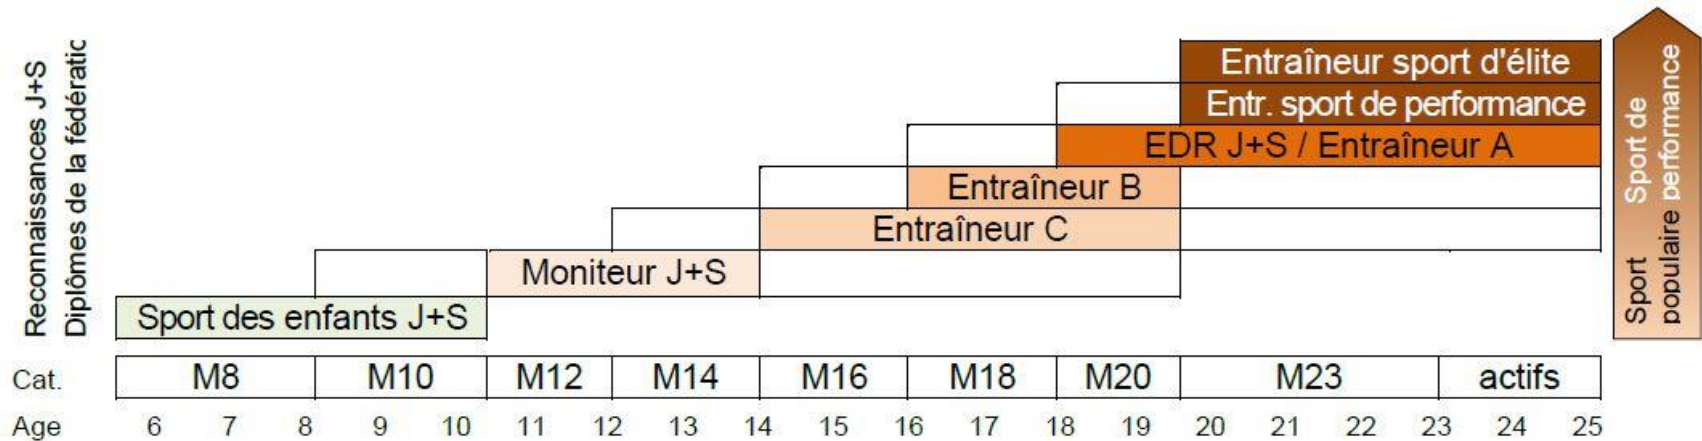 Reconnaissances J+S
Diplômes de la fédératic
Entraîneur sport d'élite
Entr. sport de performance
EDR J+S / Entraîneur A
Entraîneur B
Entraîneur C
Moniteur J+S
Sport des enfants J+S
Sport de
performance
Sport
populaire
Cat. M8 M10 M12 M14 M16 M18 M20 M23 actifs
Age 6 7 8 9 10 11 12 13 14 15 16 17 18 19 20 21 22 23 24 25